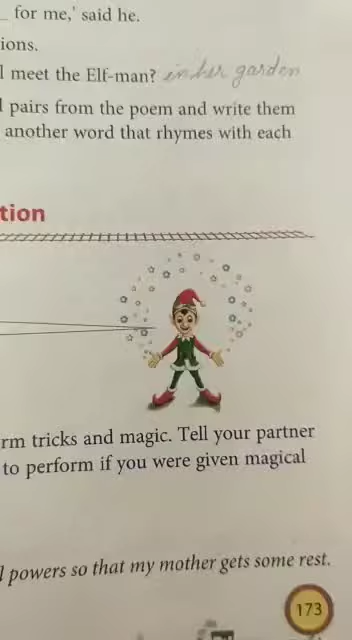 for me,' said he.
ions.
l meet the Elf-man? in her garden
l pairs from the poem and write them
another word that rhymes with each
tion
rm tricks and magic. Tell your partner
to perform if you were given magical
l powers so that my mother gets some rest.
173